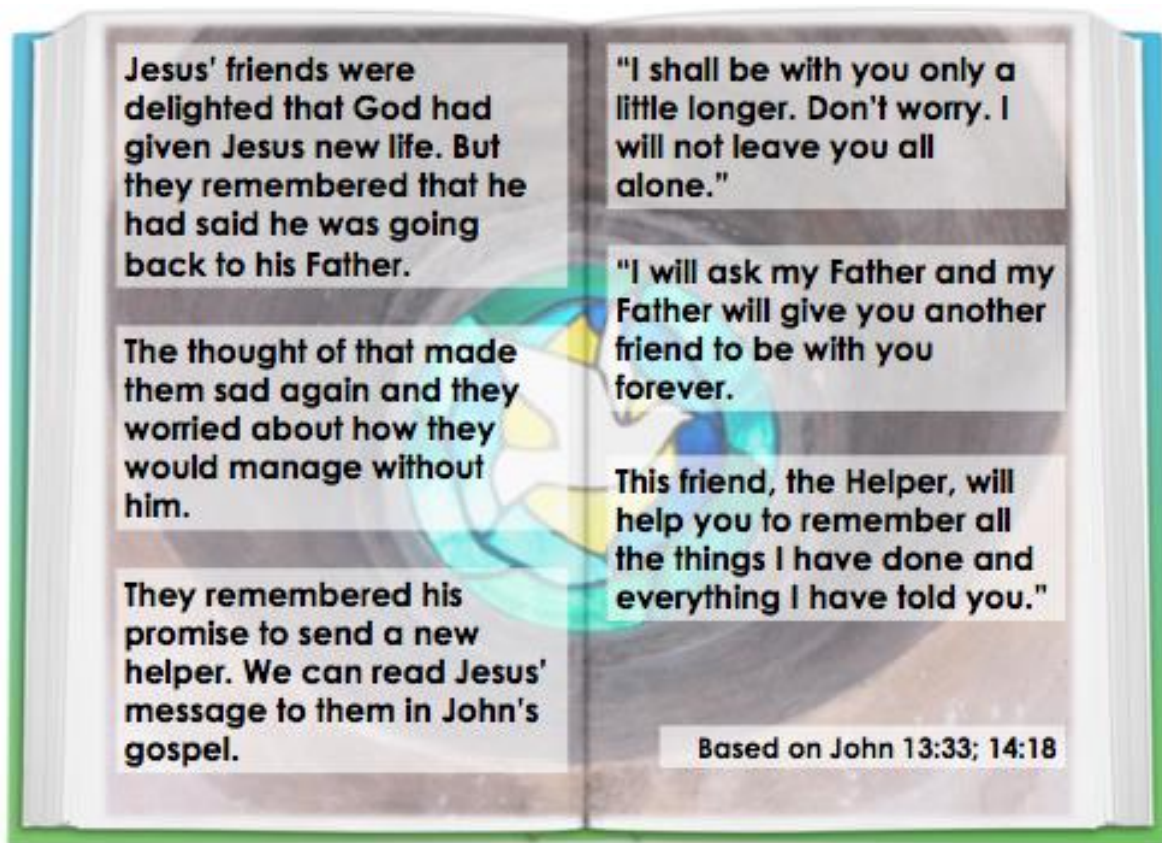 Jesus' friends were
delighted that God had
given Jesus new life. But
they remembered that he
had said he was going
back to his Father.
The thought of that made
them sad again and they
worried about how they
would manage without
him.
They remembered his
promise to send a new
helper. We can read Jesus'
message to them in John's
gospel.
“I shall be with you only a
little longer. Don't worry. I
will not leave you all
alone.”
“I will ask my Father and my
Father will give you another
friend to be with you
forever.
This friend, the Helper, will
help you to remember all
the things I have done and
everything I have told you.”
Based on John 13:33; 14:18